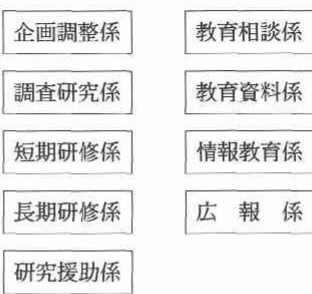 企画調整係
調査研究係
短期研修係
長期研修係
研究援助係
教育相談係
教育資料係
情報教育係
広報係